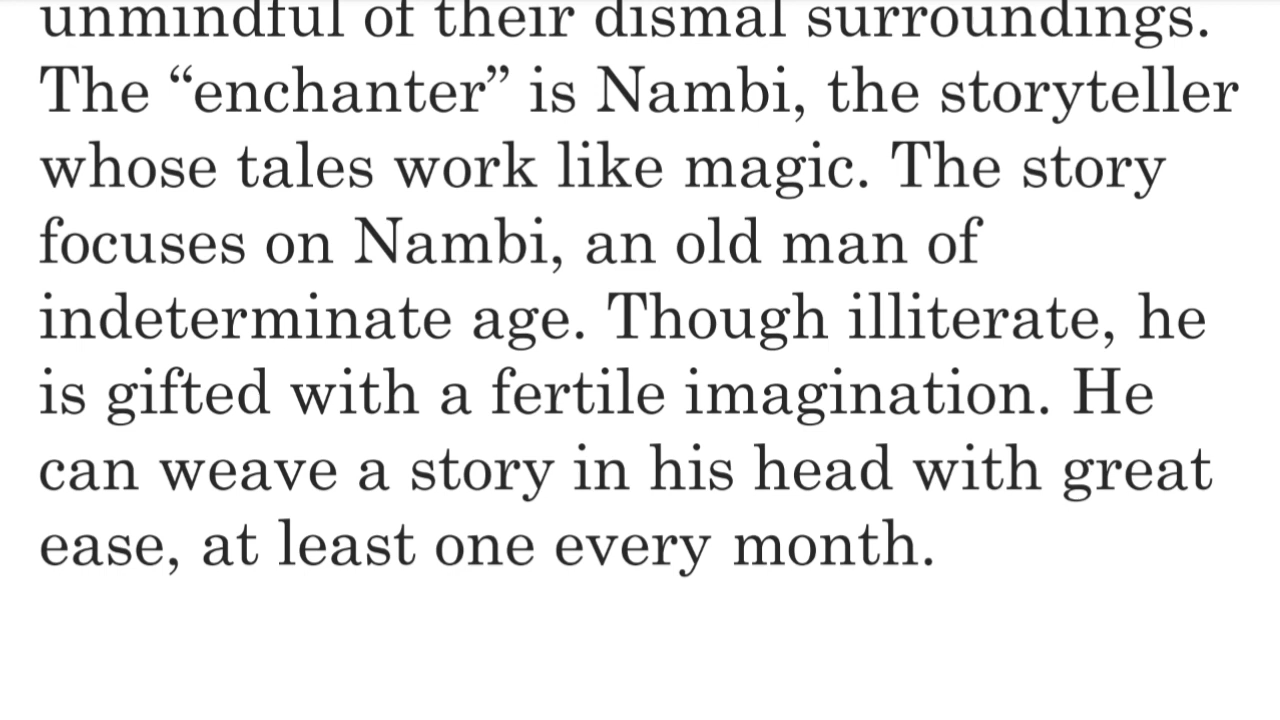 unmindful of their dismal surroundings.
The “enchanter” is Nambi, the storyteller
whose tales work like magic. The story
focuses on Nambi, an old man of
indeterminate age. Though illiterate, he
is gifted with a fertile imagination. He
can weave a story in his head with great
ease, at least one every month.